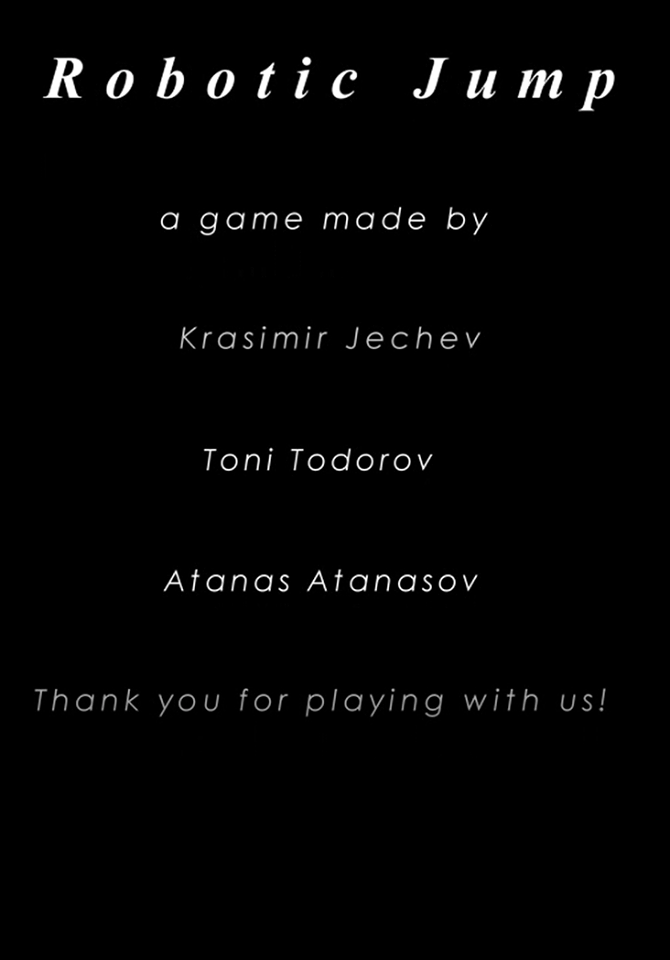 Robotic Jump
a game made by
Krasimir Jechev
Toni Todorov
Atanas Atanasov
Thank you for playing with us!